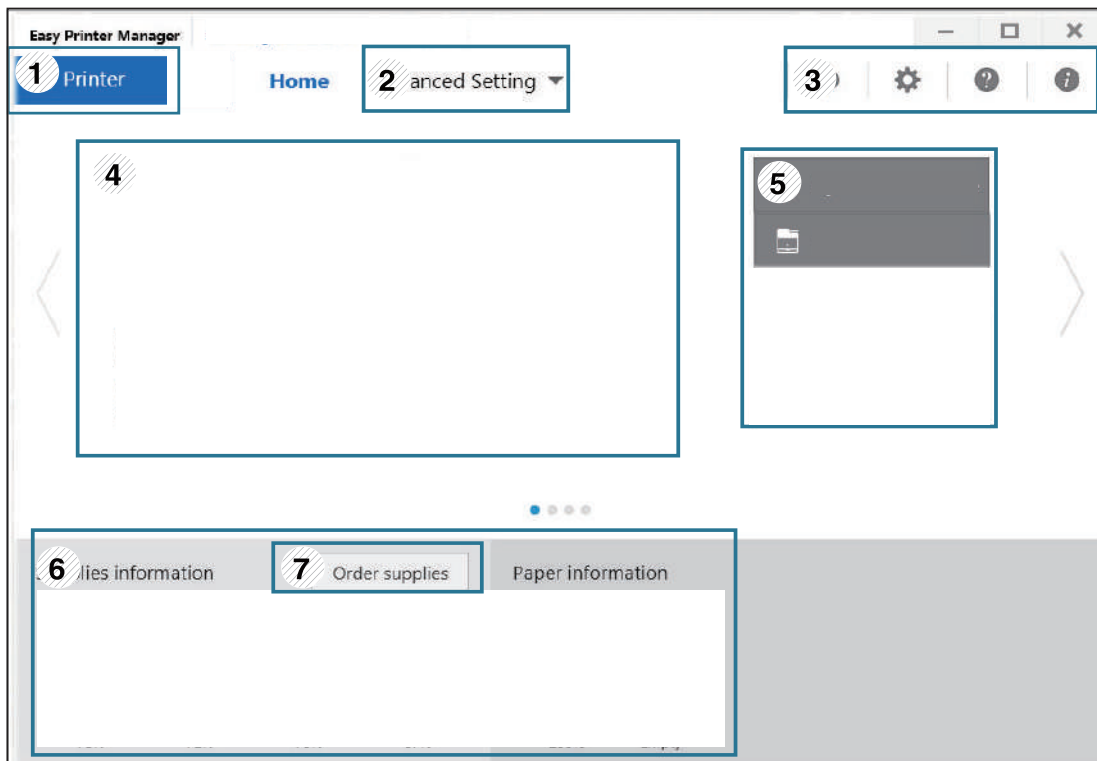 Easy Printer Manager
1 Printer
Home
2 anced Setting
3
4
5
6 lies information
7 Order supplies
Paper information